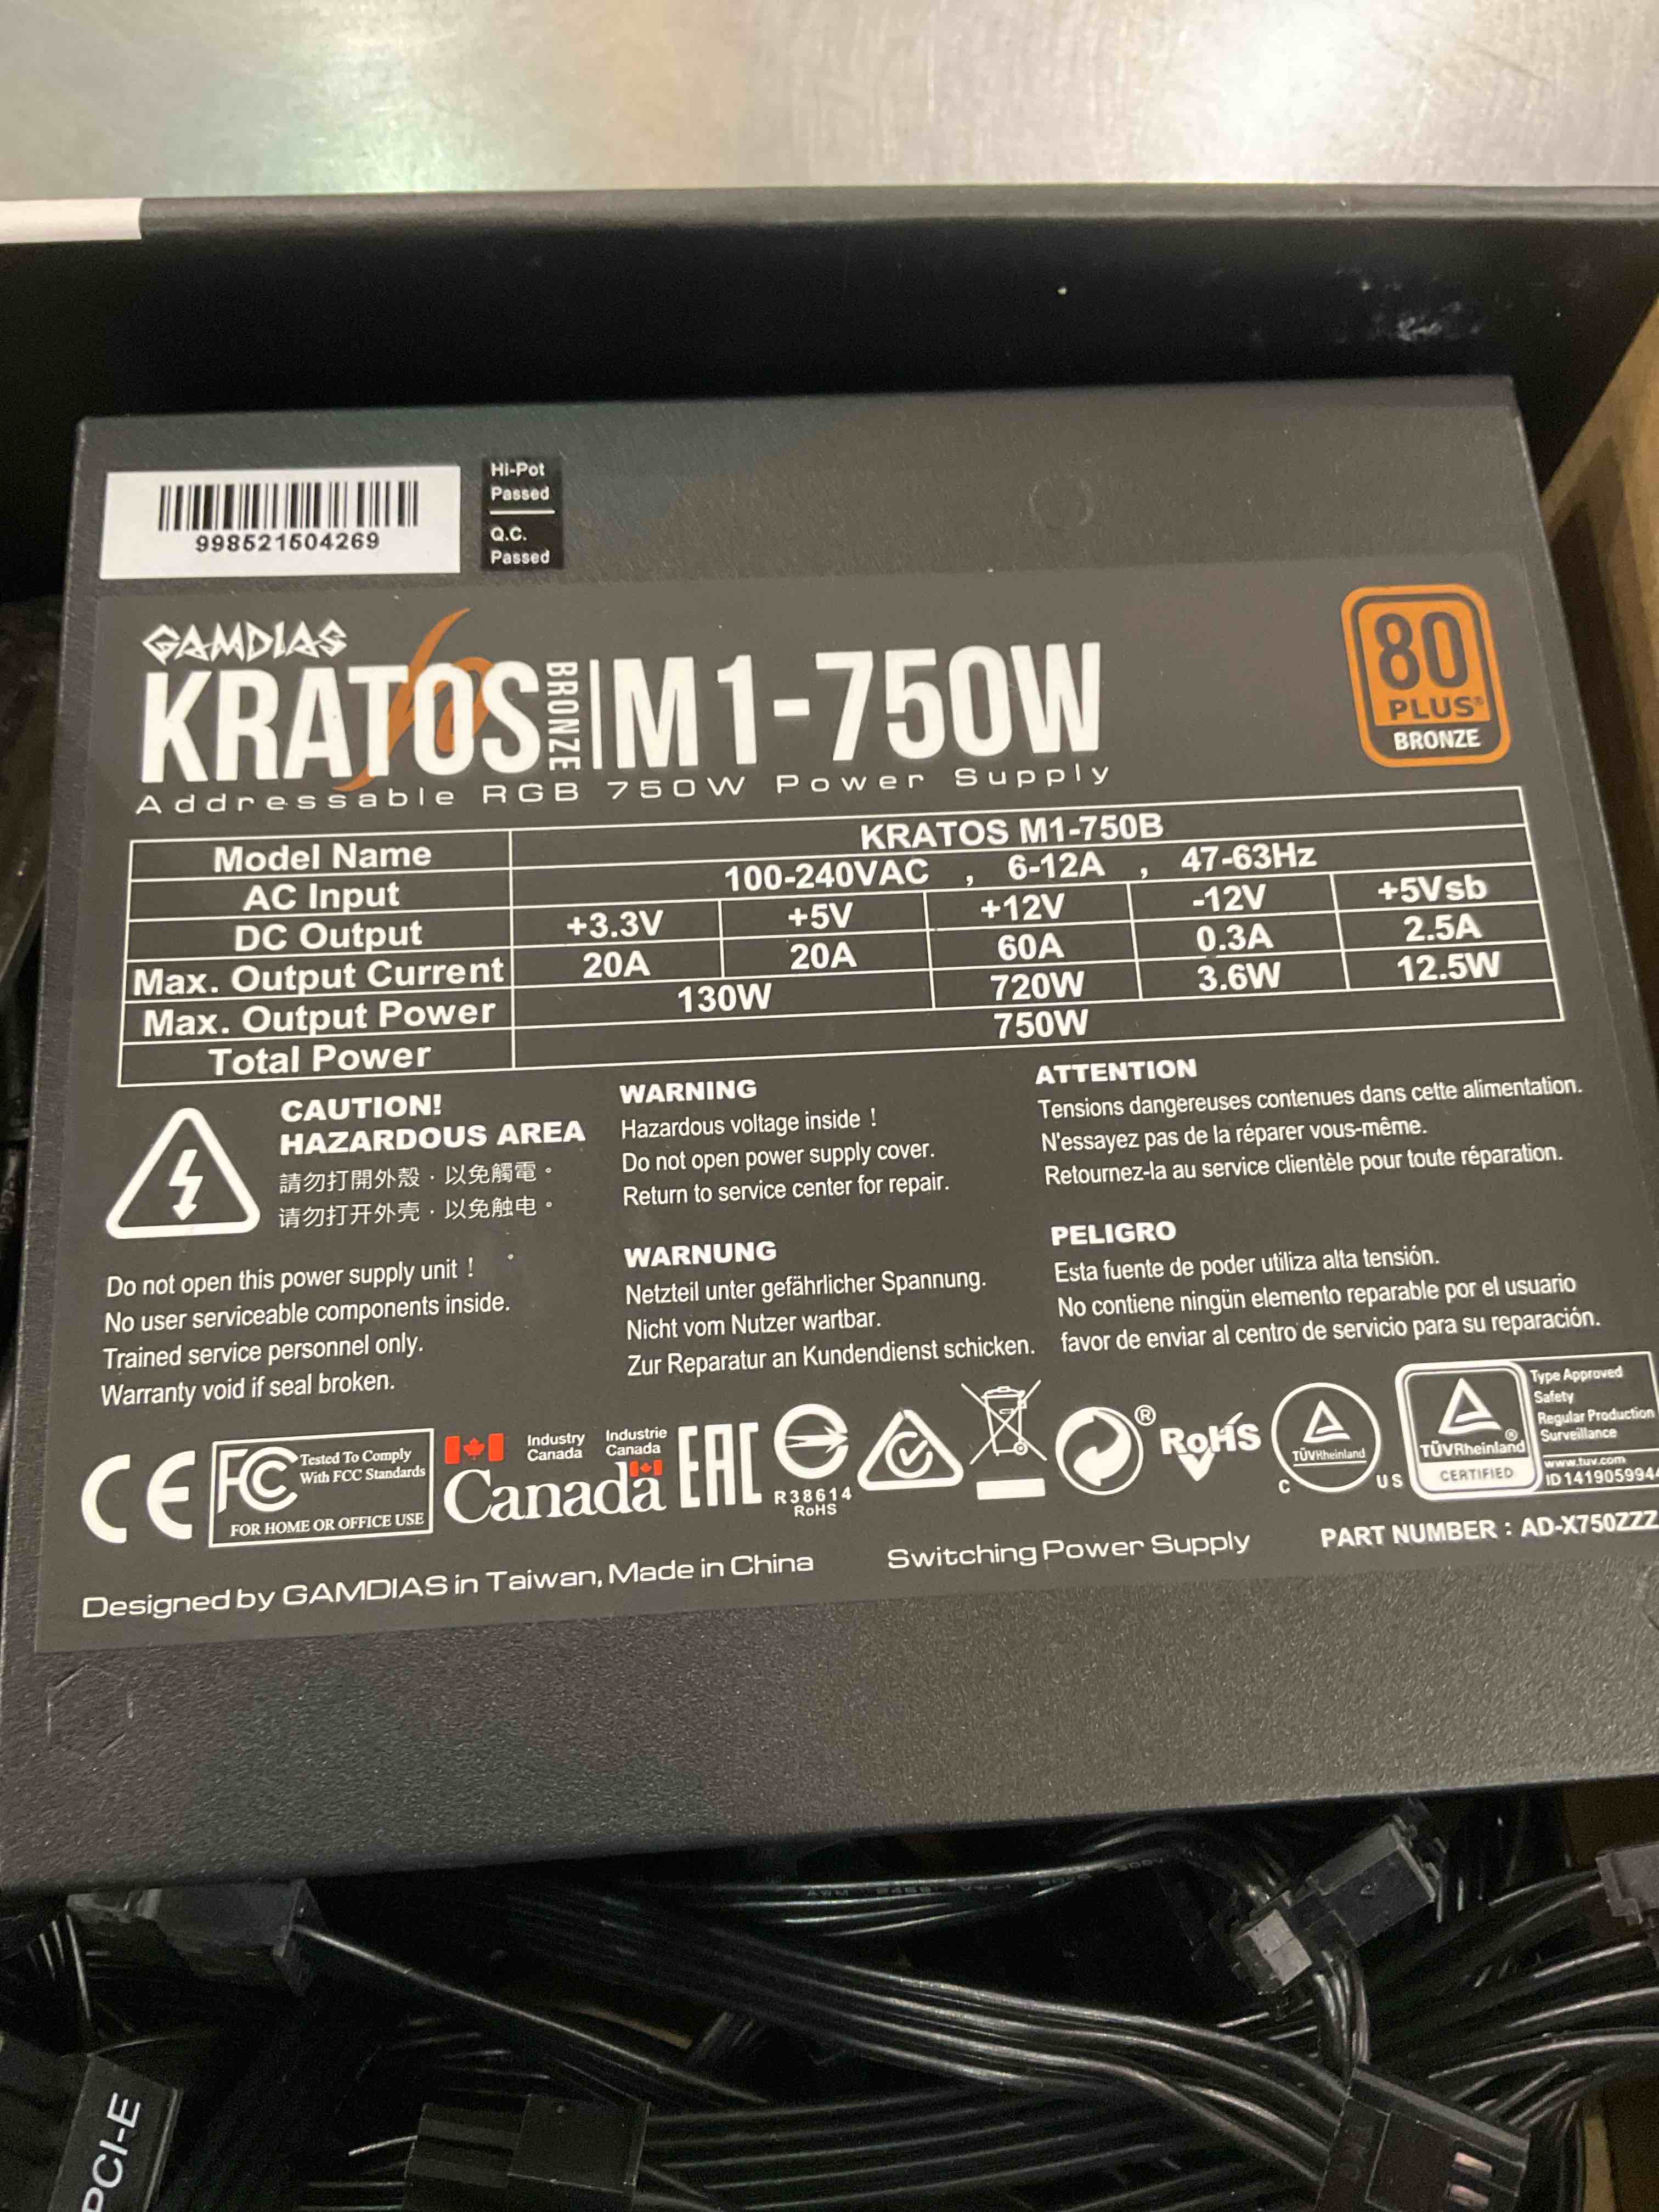 998521504269
Hi-Pot
Passed
Q.C.
Passed
GAMDIAS
KRATOS BRONZE M1-750W
Addressable RGB 750W Power Supply
80
PLUS®
BRONZE
Model Name KRATOS M1-750B
AC Input 100-240VAC , 6-12A , 47-63Hz
DC Output +3.3V +5V +12V -12V +5Vsb
Max. Output Current 20A 20A 60A 0.3A 2.5A
Max. Output Power 130W 720W 3.6W 12.5W
Total Power 750W
CAUTION!
HAZARDOUS AREA
請勿打開外殼，以免觸電。
请勿打开外壳，以免触电。
Do not open this power supply unit !
No user serviceable components inside.
Trained service personnel only.
Warranty void if seal broken.
WARNING
Hazardous voltage inside !
Do not open power supply cover.
Return to service center for repair.
WARNUNG
Netzteil unter gefährlicher Spannung.
Nicht vom Nutzer wartbar.
Zur Reparatur an Kundendienst schicken.
ATTENTION
Tensions dangereuses contenues dans cette alimentation.
N'essayez pas de la réparer vous-même.
Retournez-la au service clientèle pour toute réparation.
PELIGRO
Esta fuente de poder utiliza alta tensión.
No contiene ningün elemento reparable por el usuario
favor de enviar al centro de servicio para su reparación.
CE
FC
Tested To Comply
With FCC Standards
FOR HOME OR OFFICE USE
Industry
Canada
Industrie
Canada
Canada
EAC
R38614
RoHS
®
RoHS
TÜVRheinland
C US
TÜVRheinland®
CERTIFIED
Type Approved
Safety
Regular Production
Surveillance
www.tuv.com
ID 1419059944
Designed by GAMDIAS in Taiwan, Made in China
Switching Power Supply
PART NUMBER : AD-X750ZZZ
PCI-E